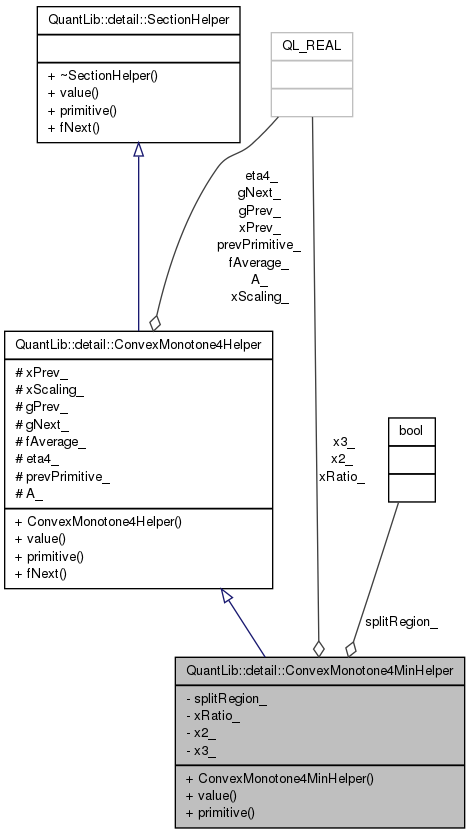 QuantLib::detail::SectionHelper
+ ~SectionHelper()
+ value()
+ primitive()
+ fNext()
QL_REAL
eta4_
gNext_
gPrev_
xPrev_
prevPrimitive_
fAverage_
A_
xScaling_
QuantLib::detail::ConvexMonotone4Helper
# xPrev_
# xScaling_
# gPrev_
# gNext_
# fAverage_
# eta4_
# prevPrimitive_
# A_
+ ConvexMonotone4Helper()
+ value()
+ primitive()
+ fNext()
x3_
x2_
xRatio_
bool
splitRegion_
QuantLib::detail::ConvexMonotone4MinHelper
- splitRegion_
- xRatio_
- x2_
- x3_
+ ConvexMonotone4MinHelper()
+ value()
+ primitive()